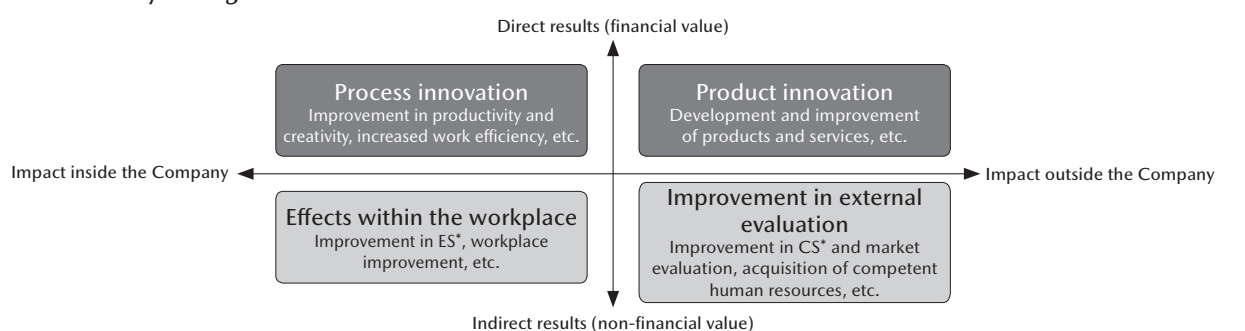 Direct results (financial value)
Process innovation
Improvement in productivity and
creativity, increased work efficiency, etc.
Product innovation
Development and improvement
of products and services, etc.
Impact inside the Company
Impact outside the Company
Effects within the workplace
Improvement in ES*, workplace
improvement, etc.
Improvement in external
evaluation
Improvement in CS* and market
evaluation, acquisition of competent
human resources, etc.
Indirect results (non-financial value)